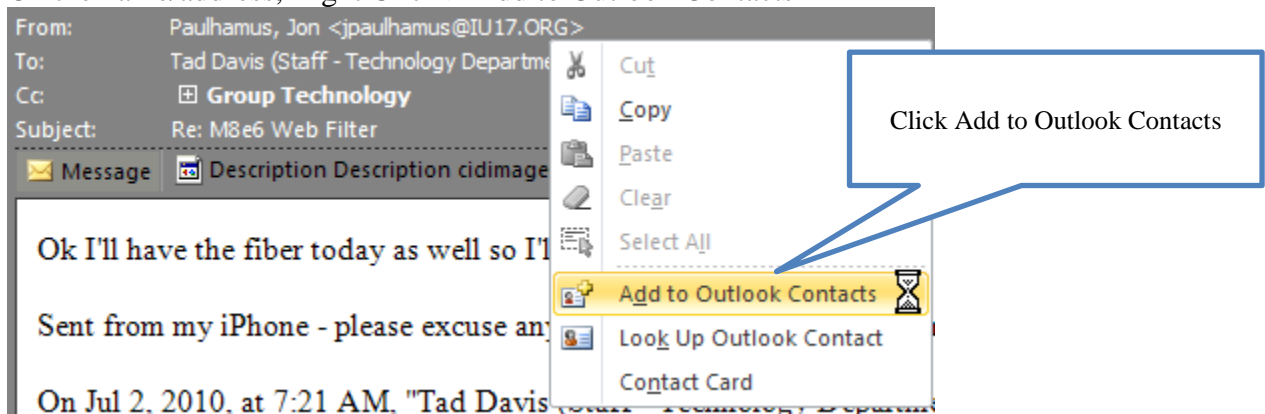 From: Paulhamus, Jon <jpaulhamus@IU17.ORG>
To: Tad Davis (Staff - Technology Departme
Cc: Group Technology
Subject: Re: M8e6 Web Filter
Message Description Description cidimage
Cut
Copy
Paste
Clear
Select All
Add to Outlook Contacts
Look Up Outlook Contact
Contact Card
Click Add to Outlook Contacts
Ok I'll have the fiber today as well so I'l
Sent from my iPhone - please excuse any
On Jul 2, 2010, at 7:21 AM, "Tad Davis (Staff - Technology Departme